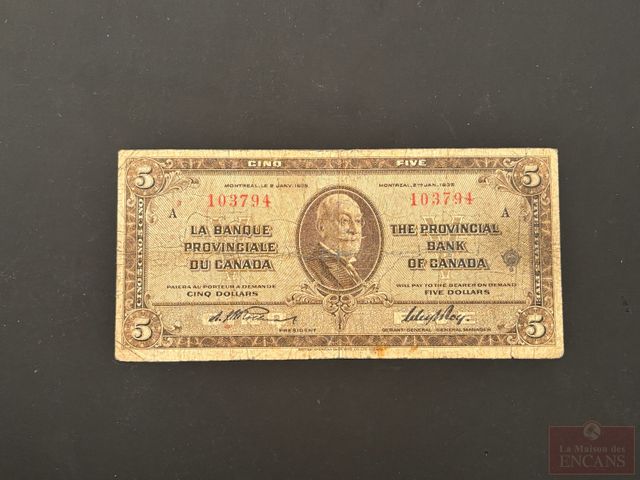 CINQ FIVE
5 5
MONTREAL, LE 2 JANV. 1935 MONTREAL, 2ND JAN. 1935
103794 103794
A A
LA BANQUE THE PROVINCIAL
PROVINCIALE BANK
DU CANADA OF CANADA
PAIERA AU PORTEUR A DEMANDE WILL PAY TO THE BEARER ON DEMAND
CINQ DOLLARS FIVE DOLLARS
PRESIDENT GERANT-GENERAL-GENERAL MANAGER
5 5
La Maison des
ENCANS